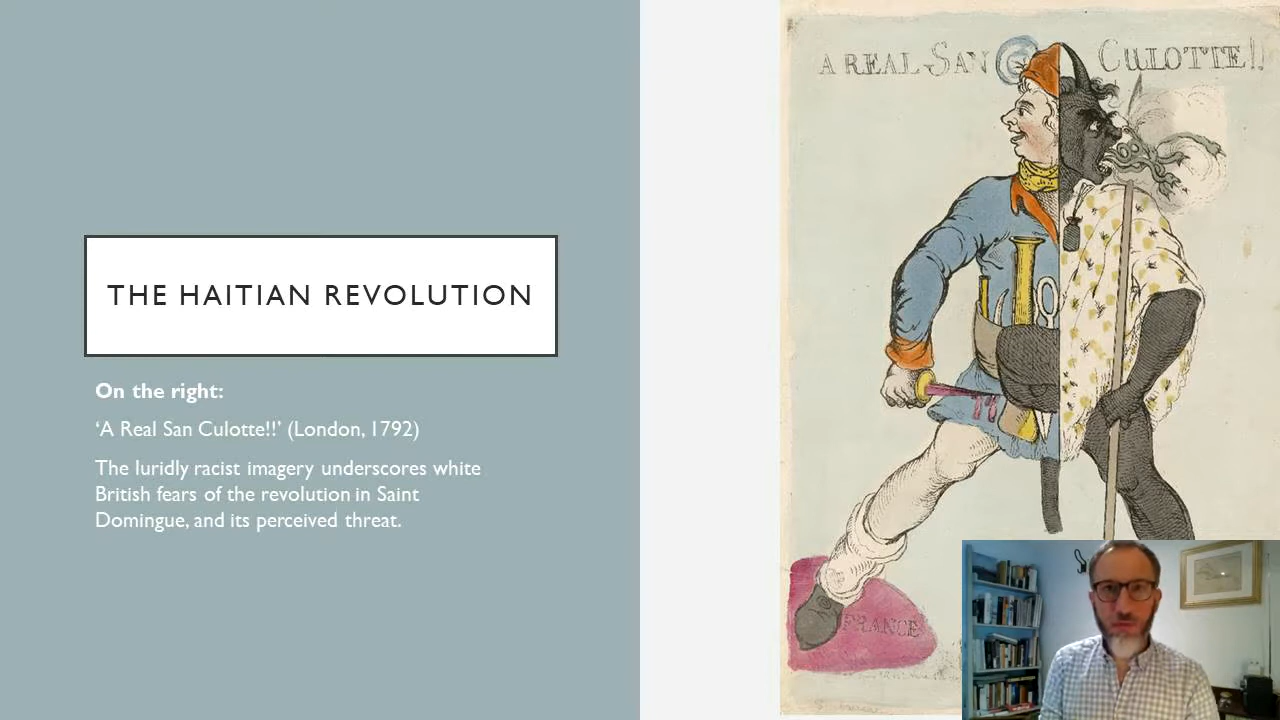 THE HAITIAN REVOLUTION
On the right:
‘A Real San Culotte!!’ (London, 1792)
The luridly racist imagery underscores white
British fears of the revolution in Saint
Domingue, and its perceived threat.
A REAL SAN CULOTTE!!
FRANCE